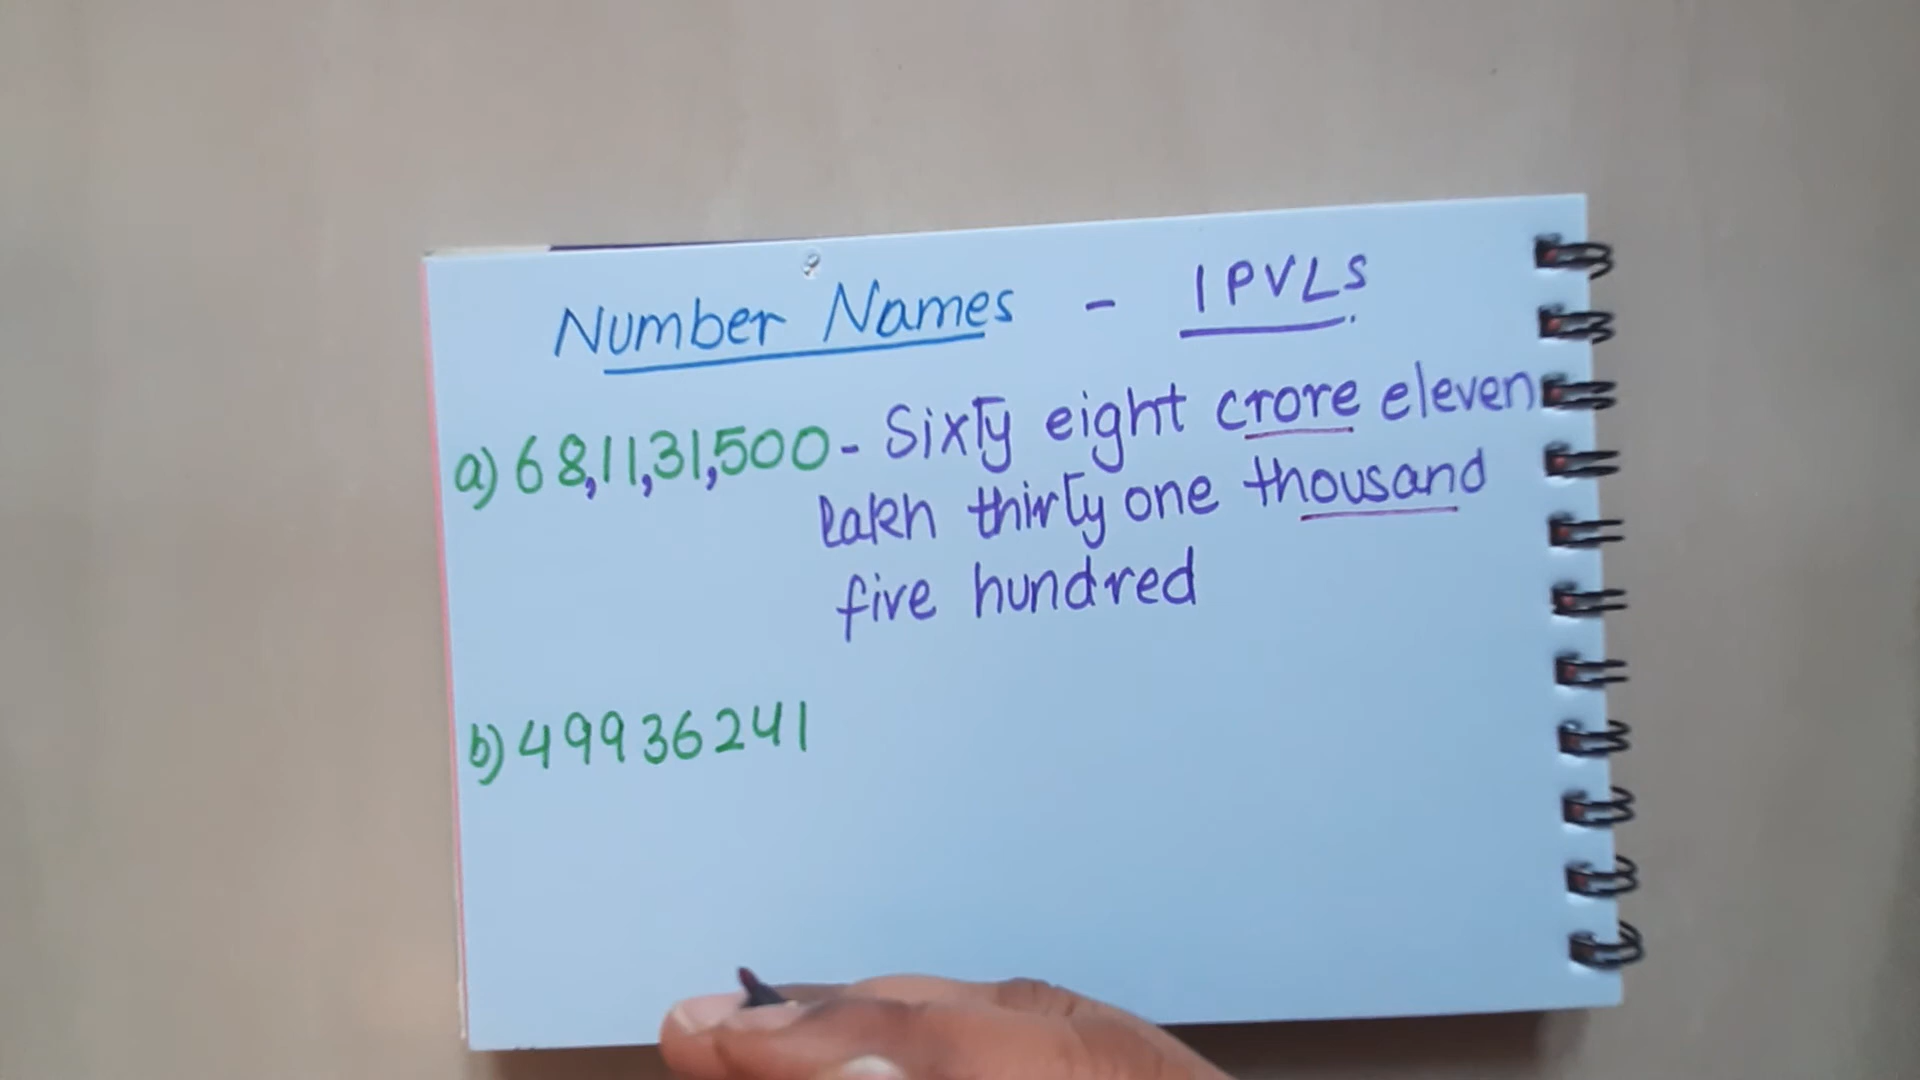 Number Names - IPVLS
a) 68,11,31,500 - Sixty eight crore eleven
lakh thirty one thousand
five hundred
b) 49936241